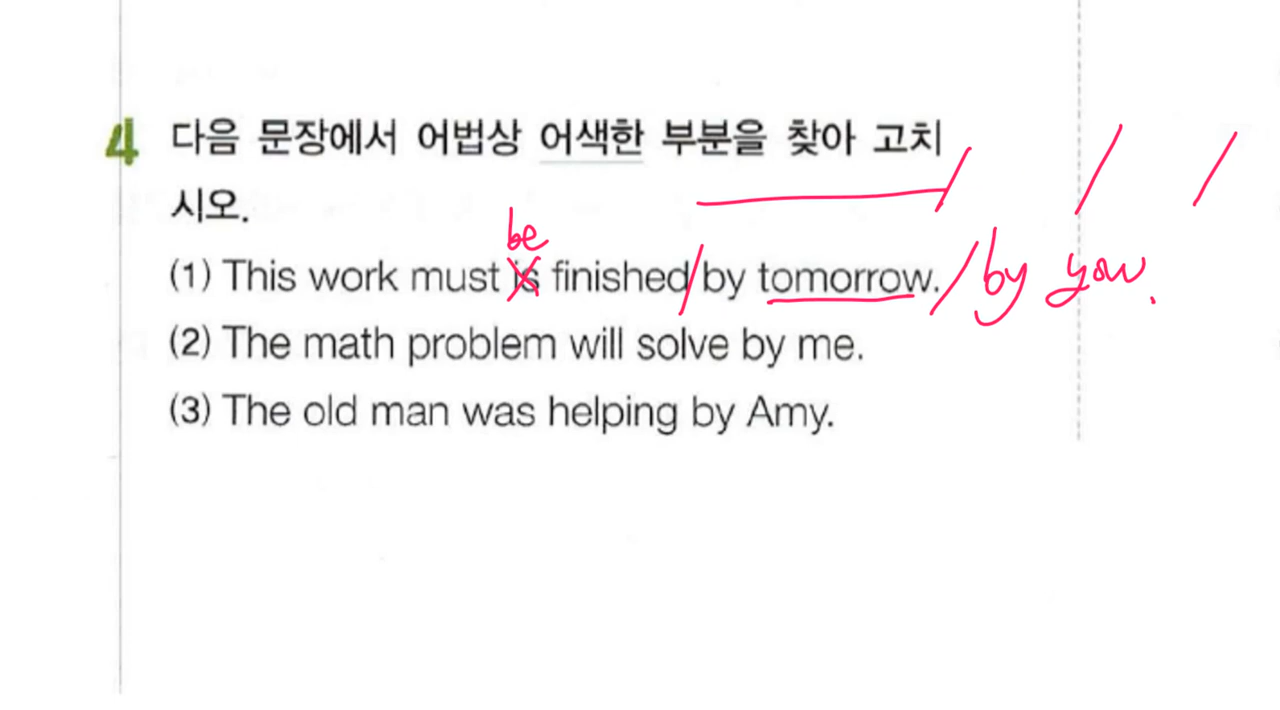 4 다음 문장에서 어법상 어색한 부분을 찾아 고치
시오.
be
(1) This work must is finished / by tomorrow. / by you.
(2) The math problem will solve by me.
(3) The old man was helping by Amy.